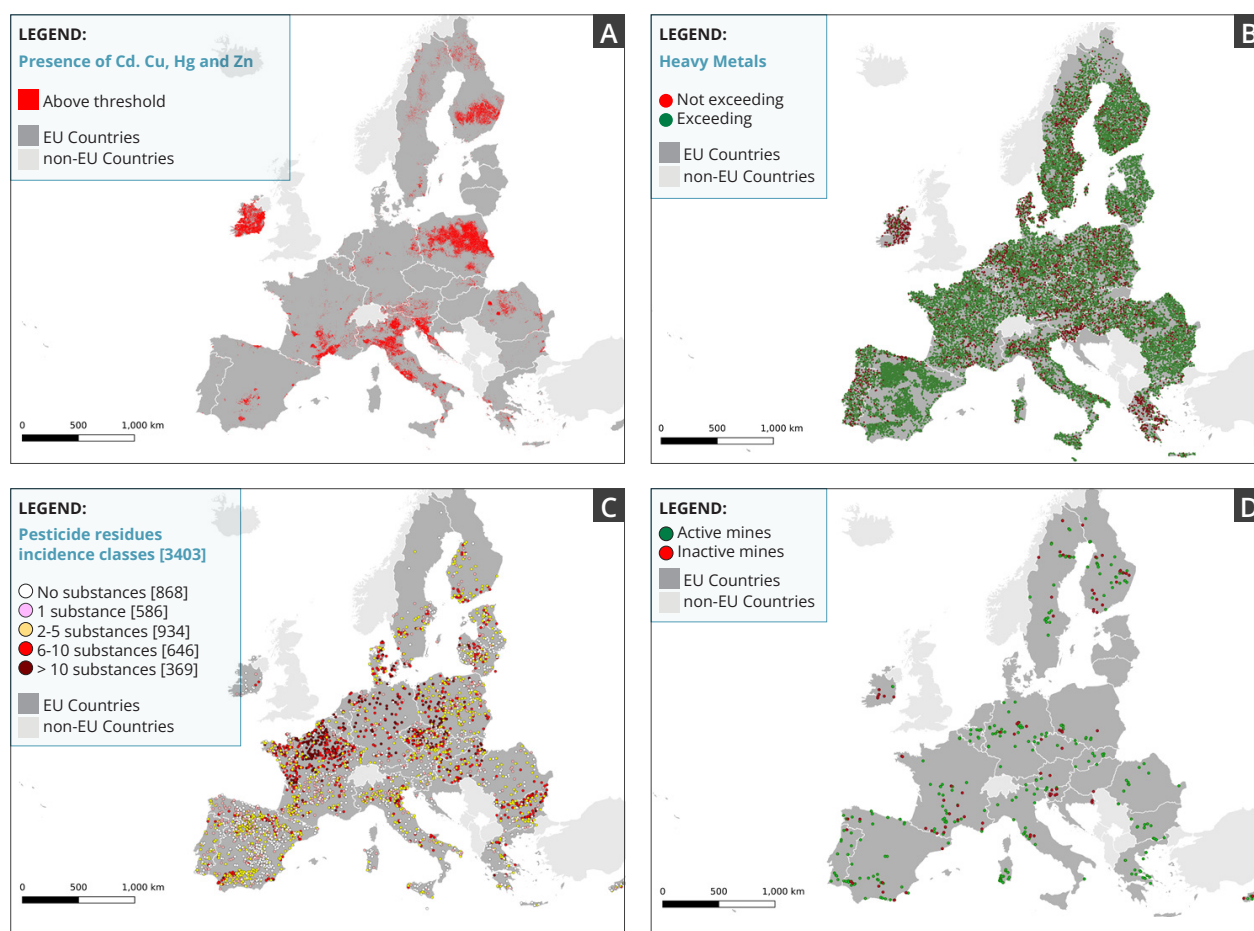 LEGEND:
Presence of Cd. Cu, Hg and Zn
Above threshold
EU Countries
non-EU Countries
A
0 500 1,000 km
LEGEND:
Heavy Metals
Not exceeding
Exceeding
EU Countries
non-EU Countries
B
0 500 1,000 km
LEGEND:
Pesticide residues
incidence classes [3403]
No substances [868]
1 substance [586]
2-5 substances [934]
6-10 substances [646]
> 10 substances [369]
EU Countries
non-EU Countries
C
0 500 1,000 km
LEGEND:
Active mines
Inactive mines
EU Countries
non-EU Countries
D
0 500 1,000 km